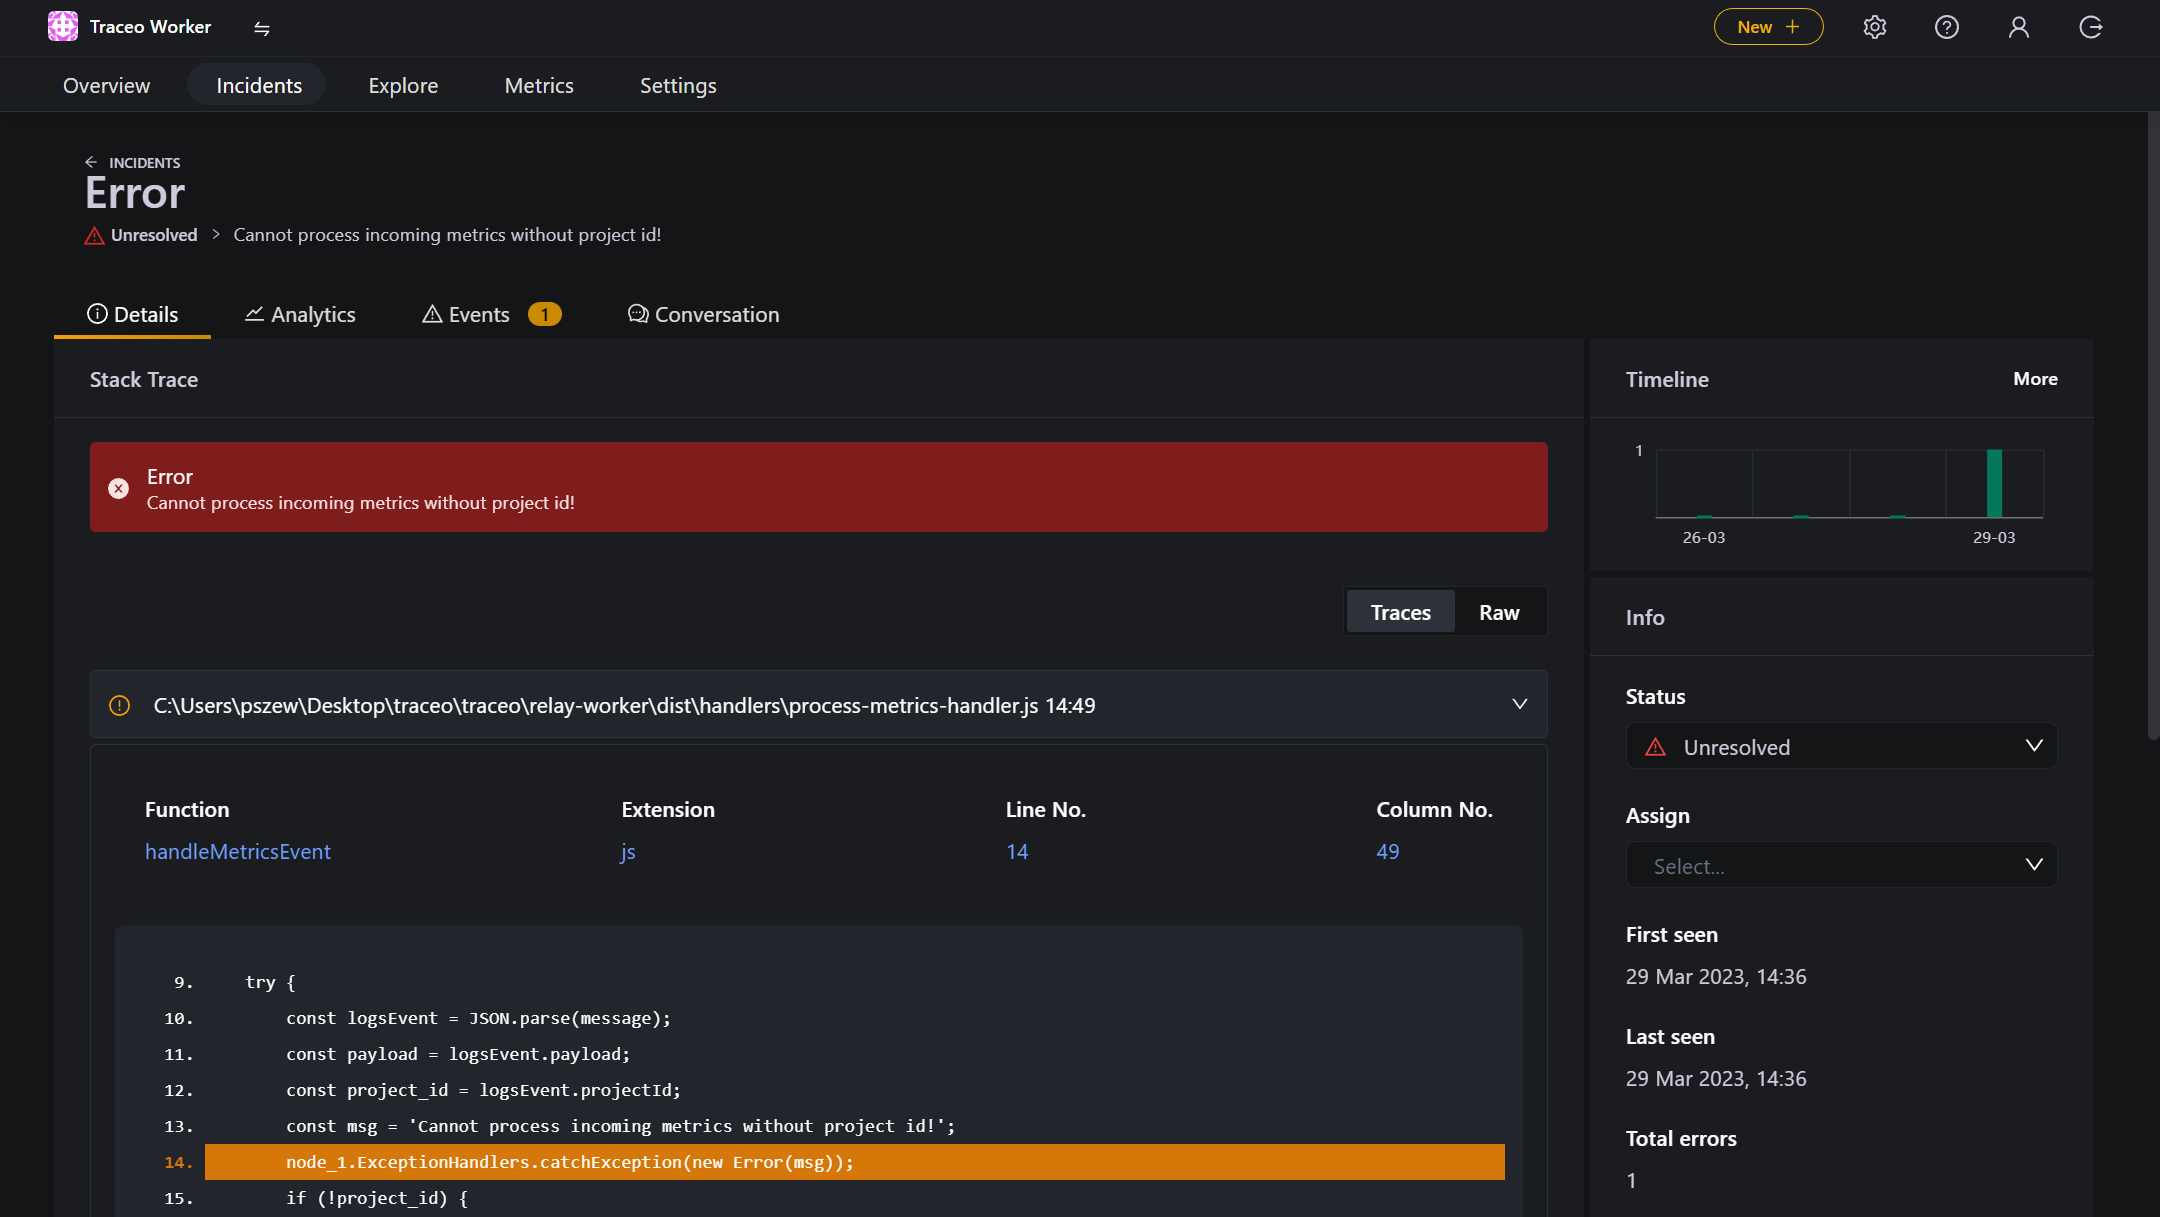 Traceo Worker
New
Overview
Incidents
Explore
Metrics
Settings
INCIDENTS
Error
Unresolved > Cannot process incoming metrics without project id!
Details
Analytics
Events 1
Conversation
Stack Trace
Error
Cannot process incoming metrics without project id!
Traces
Raw
C:\Users\pszew\Desktop\traceo\traceo\relay-worker\dist\handlers\process-metrics-handler.js 14:49
Function
Extension
Line No.
Column No.
handleMetricsEvent
js
14
49
9. try {
10. const logsEvent = JSON.parse(message);
11. const payload = logsEvent.payload;
12. const project_id = logsEvent.projectId;
13. const msg = 'Cannot process incoming metrics without project id!';
14. node_1.ExceptionHandlers.catchException(new Error(msg));
15. if (!project_id) {
Timeline
More
1
26-03
29-03
Info
Status
Unresolved
Assign
Select...
First seen
29 Mar 2023, 14:36
Last seen
29 Mar 2023, 14:36
Total errors
1